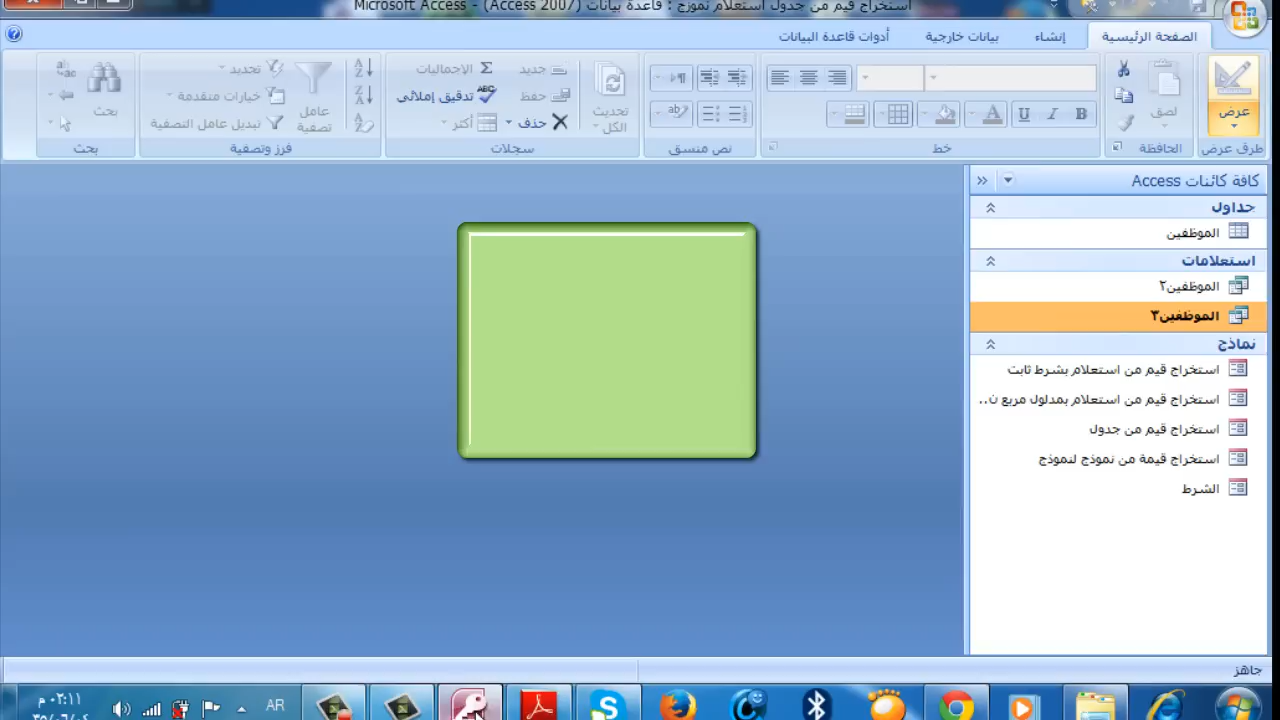 استخراج قيم من جدول استعلام نموزج : قاعدة بيانات (Access 2007) - Microsoft Access
الصفحة الرئيسية
إنشاء
بيانات خارجية
أدوات قاعدة البيانات
عرض
طرق عرض
لصق
الحافظة
B I U A
خط
نص منسق
تحديث
الكل
جديد
حفظ
حذف
الإجماليات
تدقيق إملائي
أكثر
سجلات
عامل
تصفية
تحديد
خيارات متقدمة
تبديل عامل التصفية
فرز وتصفية
بحث
بحث
كافة كائنات Access
جداول
الموظفين
استعلامات
الموظفين٢
الموظفين٣
نماذج
استخراج قيم من استعلام بشرط ثابت
استخراج قيم من استعلام بمدلول مربع ن..
استخراج قيم من جدول
استخراج قيمة من نموذج لنموذج
الشرط
جاهز
AR
٠٢:١١ م